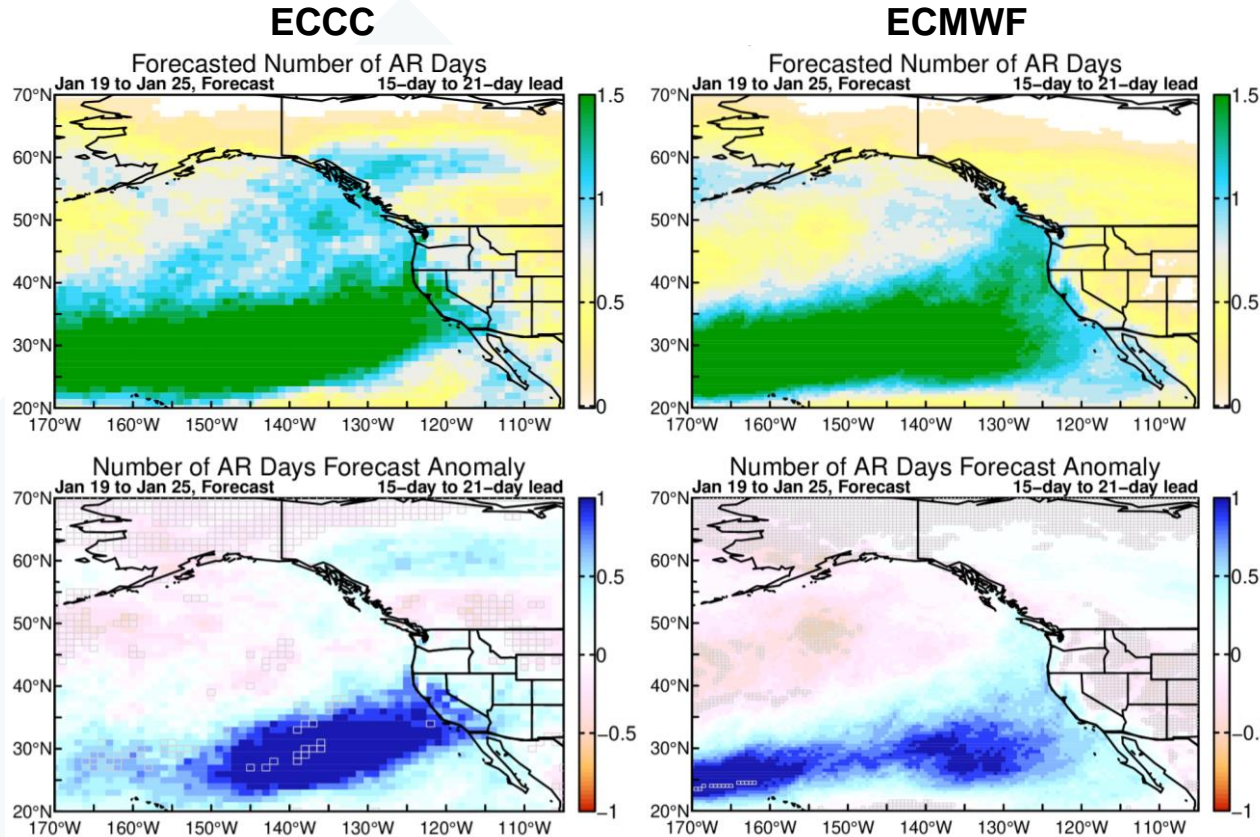 ECCC
ECMWF
Forecasted Number of AR Days
Jan 19 to Jan 25, Forecast 15-day to 21-day lead
70°N
60°N
50°N
40°N
30°N
20°N
170°W 160°W 150°W 140°W 130°W 120°W 110°W
1.5
1
0.5
0
Forecasted Number of AR Days
Jan 19 to Jan 25, Forecast 15-day to 21-day lead
70°N
60°N
50°N
40°N
30°N
20°N
170°W 160°W 150°W 140°W 130°W 120°W 110°W
1.5
1
0.5
0
Number of AR Days Forecast Anomaly
Jan 19 to Jan 25, Forecast 15-day to 21-day lead
70°N
60°N
50°N
40°N
30°N
20°N
170°W 160°W 150°W 140°W 130°W 120°W 110°W
1
0.5
0
-0.5
-1
Number of AR Days Forecast Anomaly
Jan 19 to Jan 25, Forecast 15-day to 21-day lead
70°N
60°N
50°N
40°N
30°N
20°N
170°W 160°W 150°W 140°W 130°W 120°W 110°W
1
0.5
0
-0.
-1